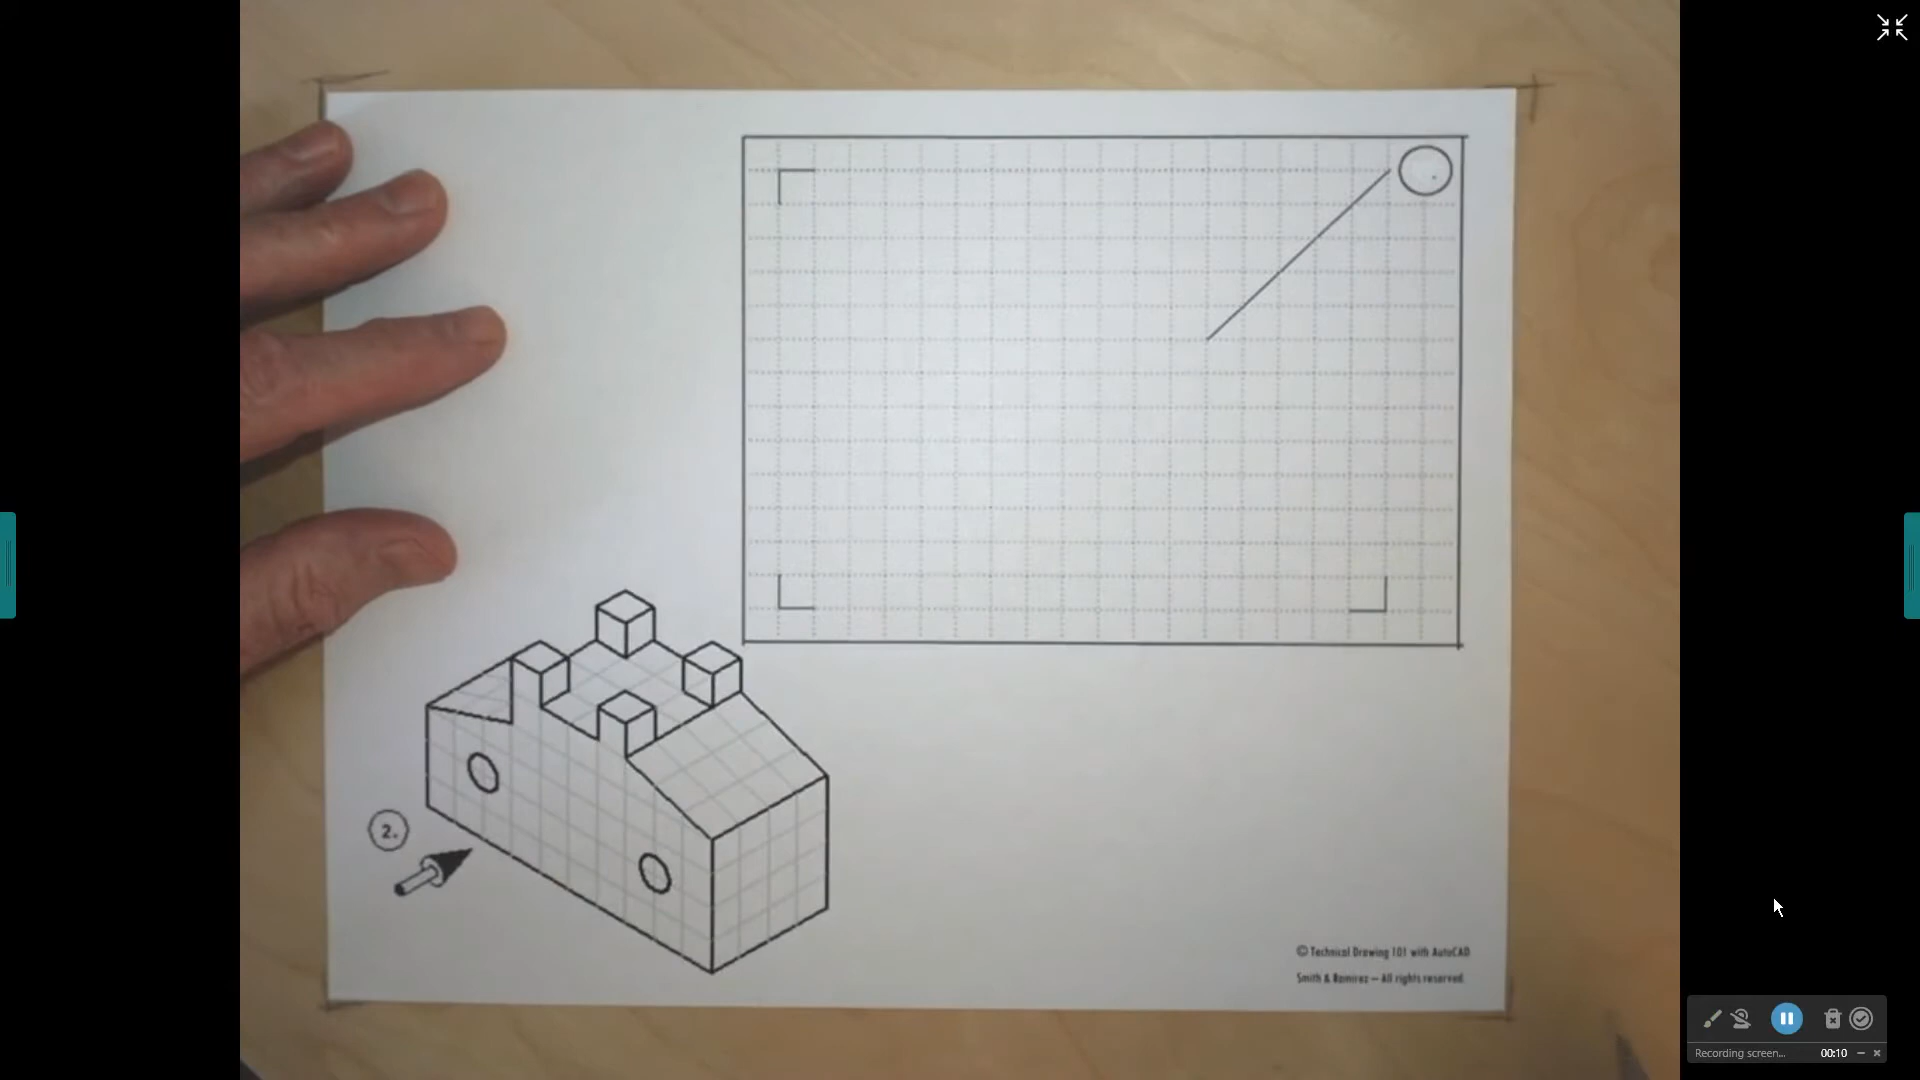 2.
© Technical Drawing 101 with AutoCAD
Smith & Ramirez – All rights reserved.
Recording screen... 00:10